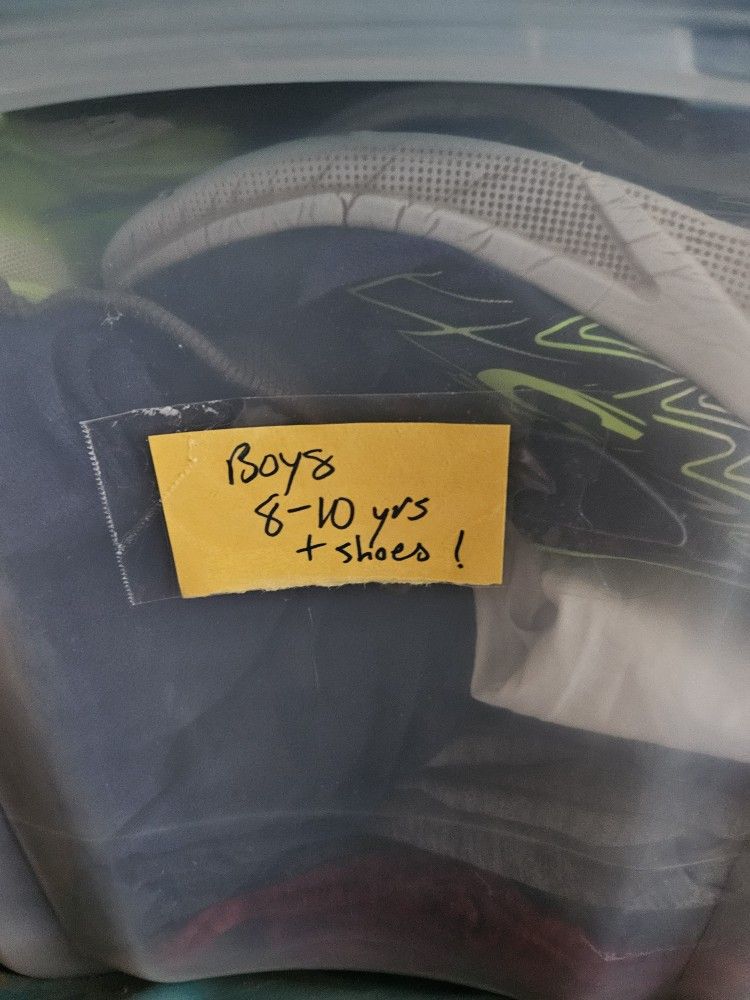 Boys
8-10 yrs
+ shoes !